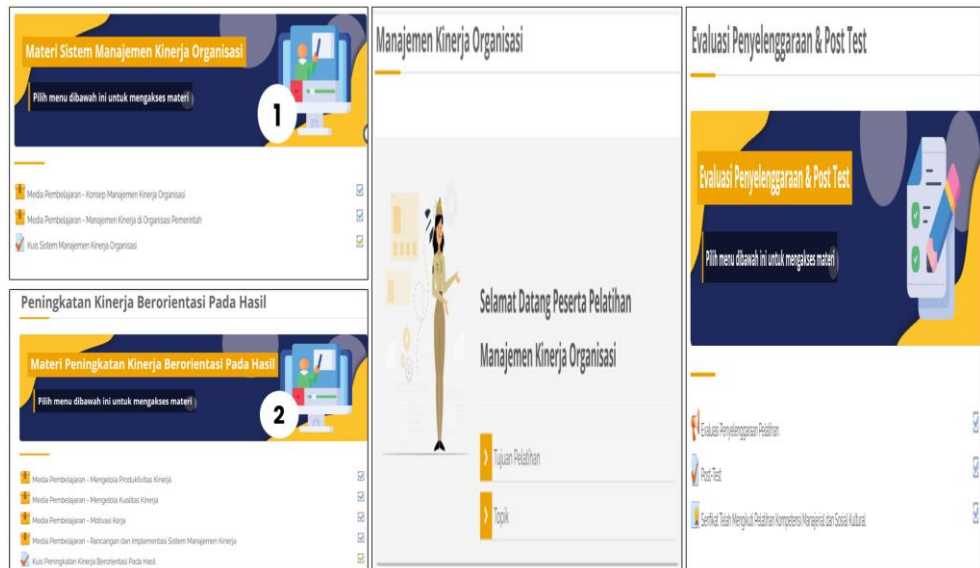 Materi Sistem Manajemen Kinerja Organisasi
Pilih menu dibawah ini untuk mengakses materi
1
Media Pembelajaran - Konsep Manajemen Kinerja Organisasi
Media Pembelajaran - Manajemen Kinerja di Organisasi Pemerintah
Kuis Sistem Manajemen Kinerja Organisasi
Peningkatan Kinerja Berorientasi Pada Hasil
Materi Peningkatan Kinerja Berorientasi Pada Hasil
Pilih menu dibawah ini untuk mengakses materi
2
Media Pembelajaran - Mengelola Produktivitas Kinerja
Media Pembelajaran - Mengelola Kualitas Kinerja
Media Pembelajaran - Motivasi Kerja
Media Pembelajaran - Rancangan dan Implementasi Sistem Manajemen Kinerja
Kuis Peningkatan Kinerja Berorientasi Pada Hasil
Manajemen Kinerja Organisasi
Selamat Datang Peserta Pelatihan
Manajemen Kinerja Organisasi
Tujuan Pelatihan
Topik
Evaluasi Penyelenggaraan & Post Test
Evaluasi Penyelenggaraan & Post Test
Pilih menu dibawah ini untuk mengakses materi
Evaluasi Penyelenggaraan Pelatihan
Post-Test
Sertifikat Telah Mengikuti Pelatihan Kompetensi Manajerial dan Sosial Kultural